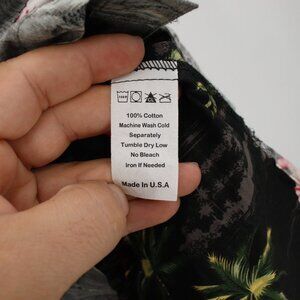 100% Cotton
Machine Wash Cold
Separately
Tumble Dry Low
No Bleach
Iron If Needed
Made In U.S.A